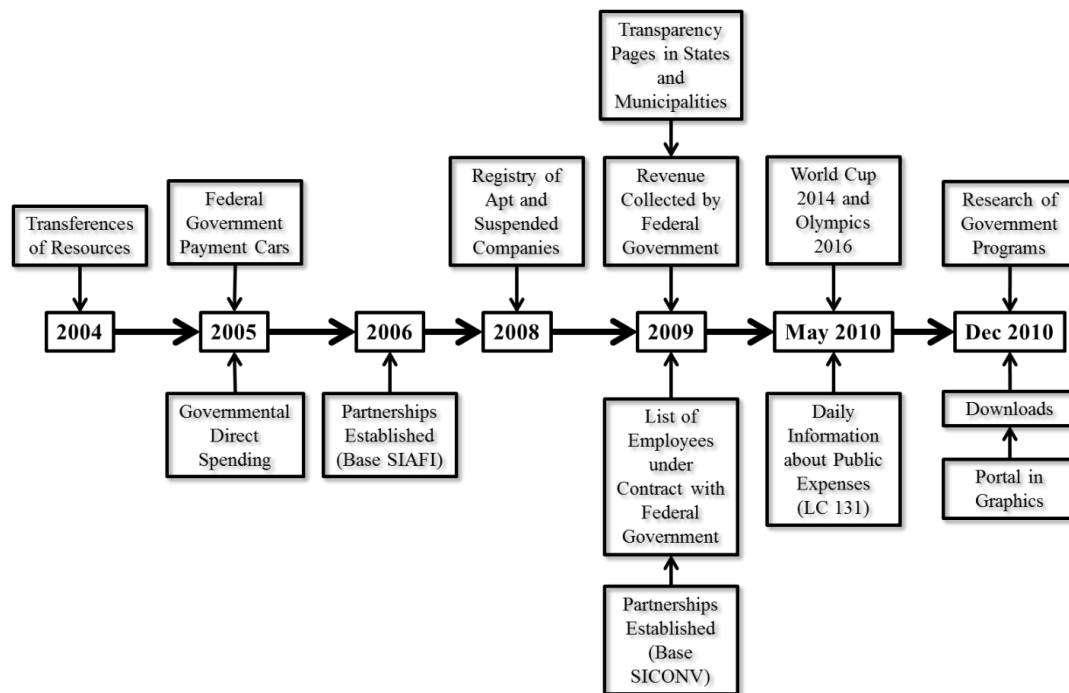 Transparency
Pages in States
and
Municipalities
Transferences
of Resources
Federal
Government
Payment Cars
Registry of
Apt and
Suspended
Companies
Revenue
Collected by
Federal
Government
World Cup
2014 and
Olympics
2016
Research of
Government
Programs
2004
2005
2006
2008
2009
May 2010
Dec 2010
Governmental
Direct
Spending
Partnerships
Established
(Base SIAFI)
List of
Employees
under
Contract with
Federal
Government
Daily
Information
about Public
Expenses
(LC 131)
Downloads
Portal in
Graphics
Partnerships
Established
(Base
SICONV)